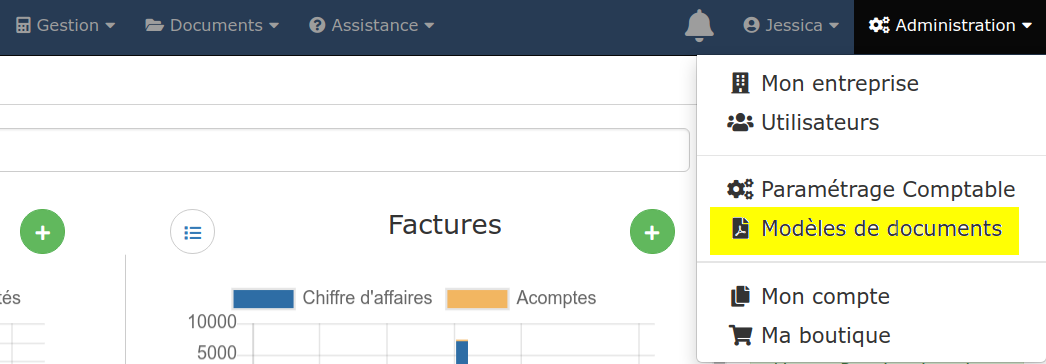 Gestion
Documents
Assistance
Jessica
Administration
Mon entreprise
Utilisateurs
Paramétrage Comptable
Modèles de documents
Mon compte
Ma boutique
Factures
tés
Chiffre d'affaires
Acomptes
10000
5000